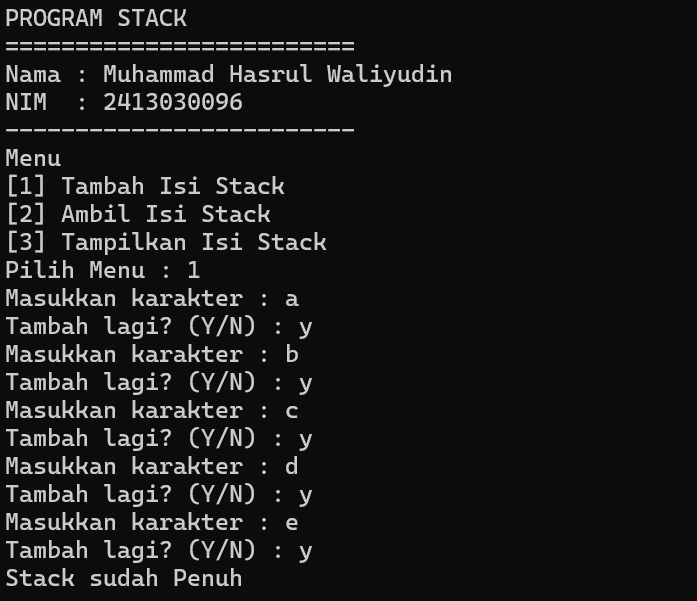 PROGRAM STACK
=========================
Nama : Muhammad Hasrul Waliyudin
NIM  : 2413030096
-------------------------
Menu
[1] Tambah Isi Stack
[2] Ambil Isi Stack
[3] Tampilkan Isi Stack
Pilih Menu : 1
Masukkan karakter : a
Tambah lagi? (Y/N) : y
Masukkan karakter : b
Tambah lagi? (Y/N) : y
Masukkan karakter : c
Tambah lagi? (Y/N) : y
Masukkan karakter : d
Tambah lagi? (Y/N) : y
Masukkan karakter : e
Tambah lagi? (Y/N) : y
Stack sudah Penuh